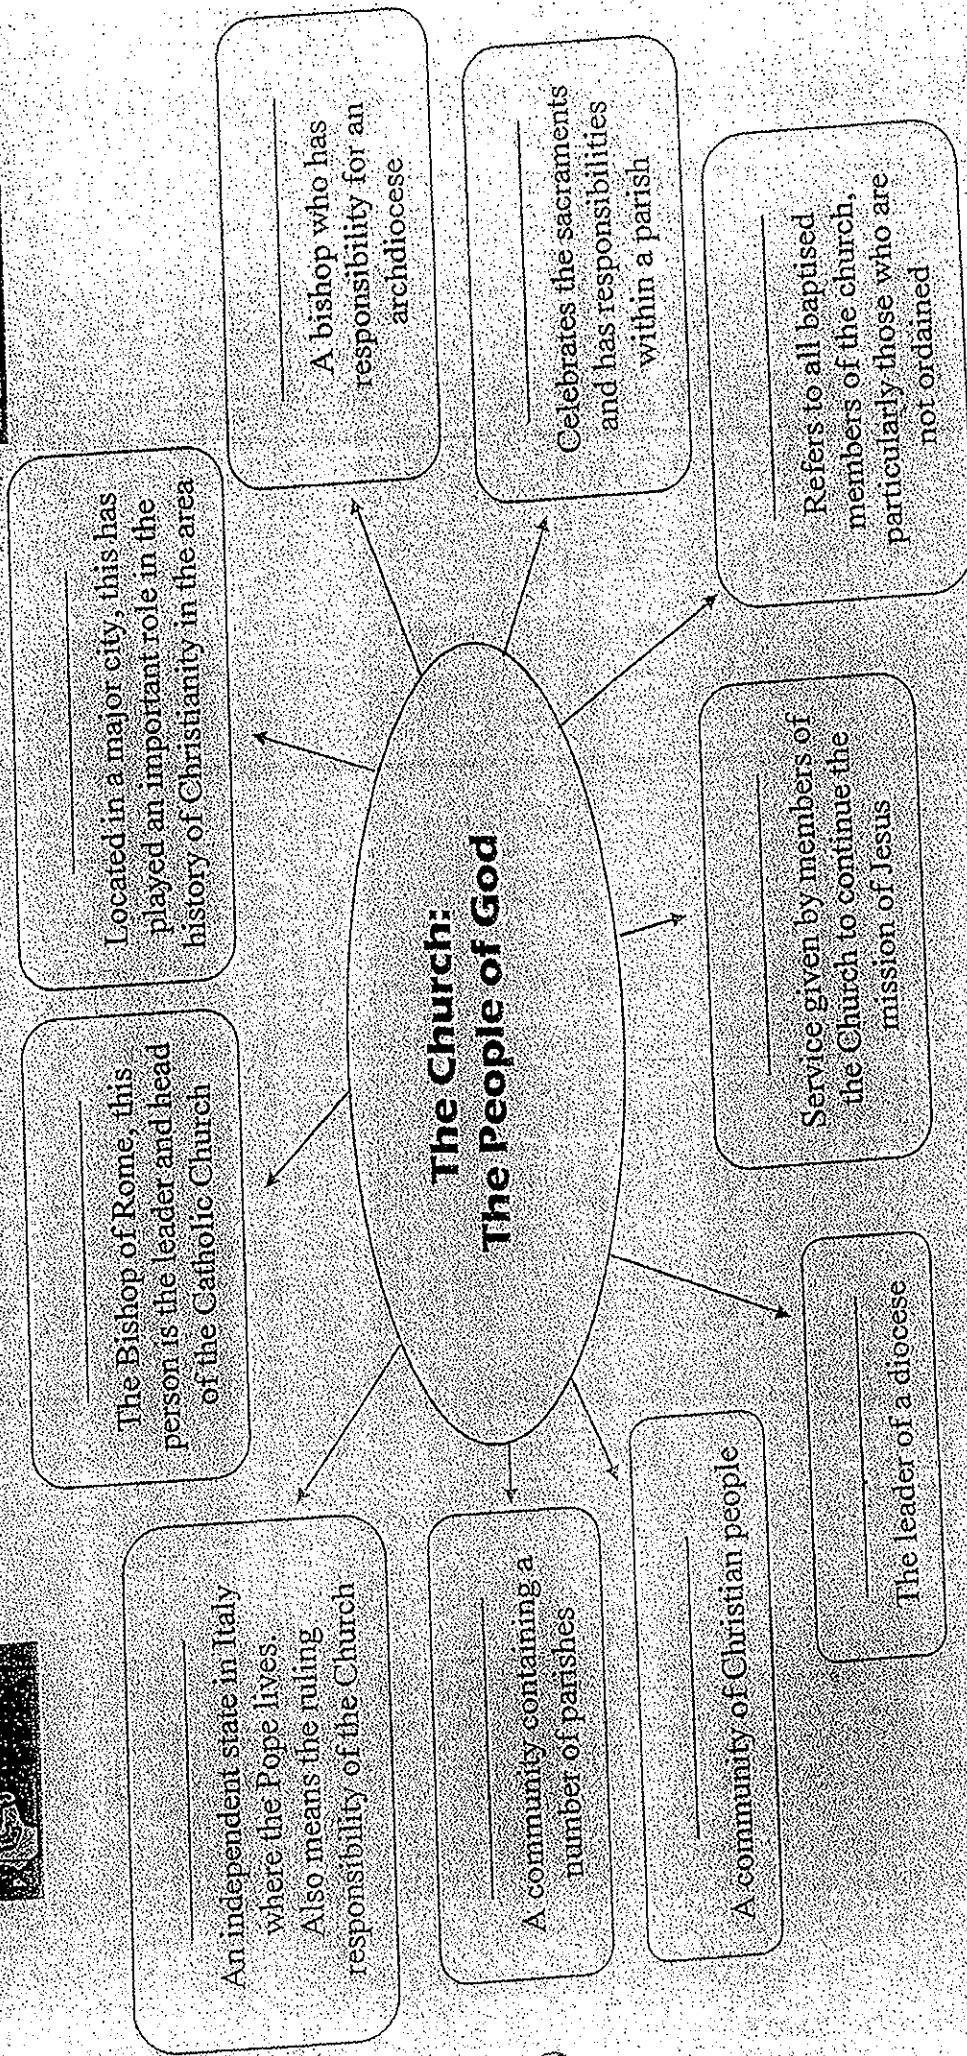 An independent state in Italy
where the Pope lives.
Also means the ruling
responsibility of the Church
The Bishop of Rome, this
person is the leader and head
of the Catholic Church
Located in a major city, this has
played an important role in the
history of Christianity in the area
A bishop who has
responsibility for an
archdiocese
Celebrates the sacraments
and has responsibilities
within a parish
Refers to all baptised
members of the church,
particularly those who are
not ordained
Service given by members of
the Church to continue the
mission of Jesus
The leader of a diocese
A community of Christian people
A community containing a
number of parishes
The Church:
The People of God